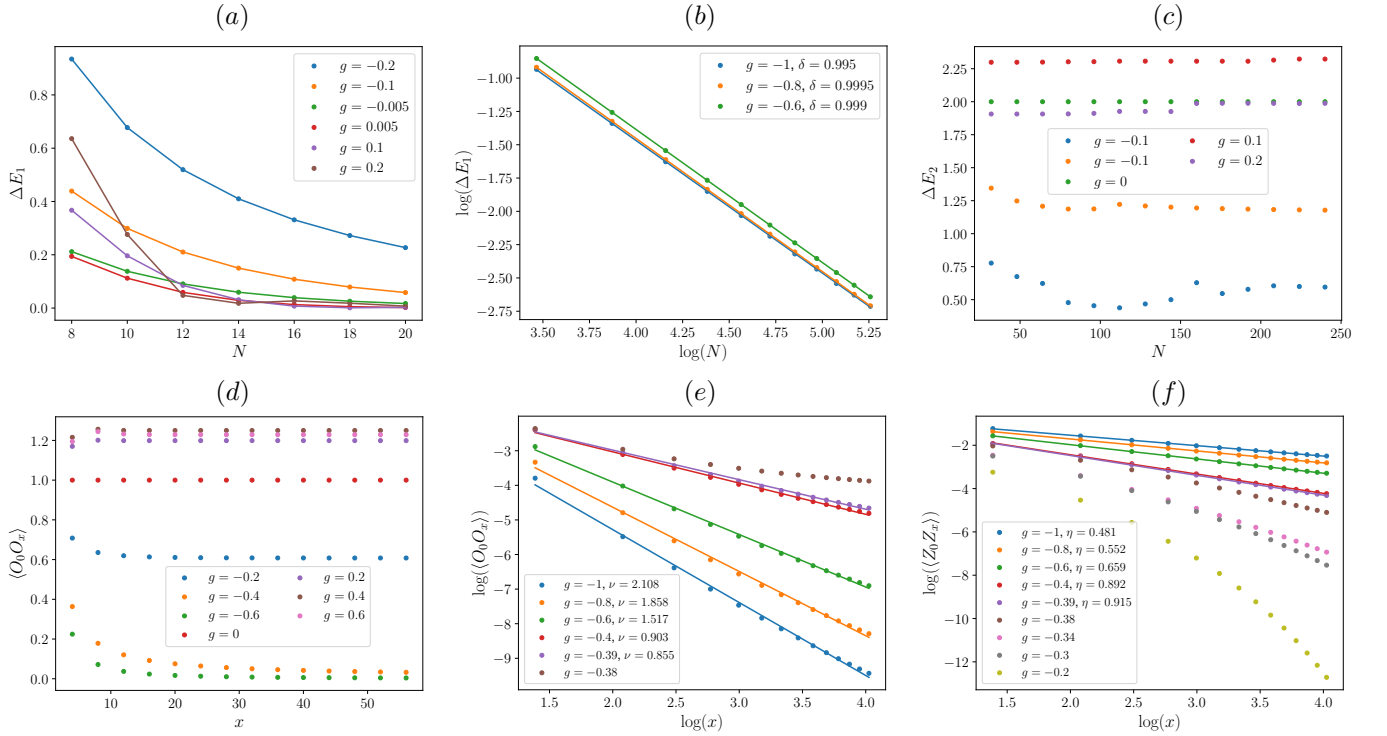 (a)
g = −0.2
g = −0.1
g = −0.005
g = 0.005
g = 0.1
g = 0.2
ΔE₁
0.8
0.6
0.4
0.2
0.0
8 10 12 14 16 18 20
N
(b)
g = −1, δ = 0.995
g = −0.8, δ = 0.9995
g = −0.6, δ = 0.999
log(ΔE₁)
−1.00
−1.25
−1.50
−1.75
−2.00
−2.25
−2.50
−2.75
3.50 3.75 4.00 4.25 4.50 4.75 5.00 5.25
log(N)
(c)
ΔE₂
2.25
2.00
1.75
1.50
1.25
1.00
0.75
0.50
g = −0.1 g = 0.1
g = −0.1 g = 0.2
g = 0
50 100 150 200 250
N
(d)
⟨O₀Oₓ⟩
1.2
1.0
0.8
0.6
0.4
0.2
0.0
g = −0.2 g = 0.2
g = −0.4 g = 0.4
g = −0.6 g = 0.6
g = 0
10 20 30 40 50
x
(e)
log(⟨O₀Oₓ⟩)
−3
−4
−5
−6
−7
−8
−9
g = −1, ν = 2.108
g = −0.8, ν = 1.858
g = −0.6, ν = 1.517
g = −0.4, ν = 0.903
g = −0.39, ν = 0.855
g = −0.38
1.5 2.0 2.5 3.0 3.5 4.0
log(x)
(f)
log(⟨Z₀Zₓ⟩)
−2
−4
−6
−8
−10
−12
g = −1, η = 0.481
g = −0.8, η = 0.552
g = −0.6, η = 0.659
g = −0.4, η = 0.892
g = −0.39, η = 0.915
g = −0.38
g = −0.34
g = −0.3
g = −0.2
1.5 2.0 2.5 3.0 3.5 4.0
log(x)